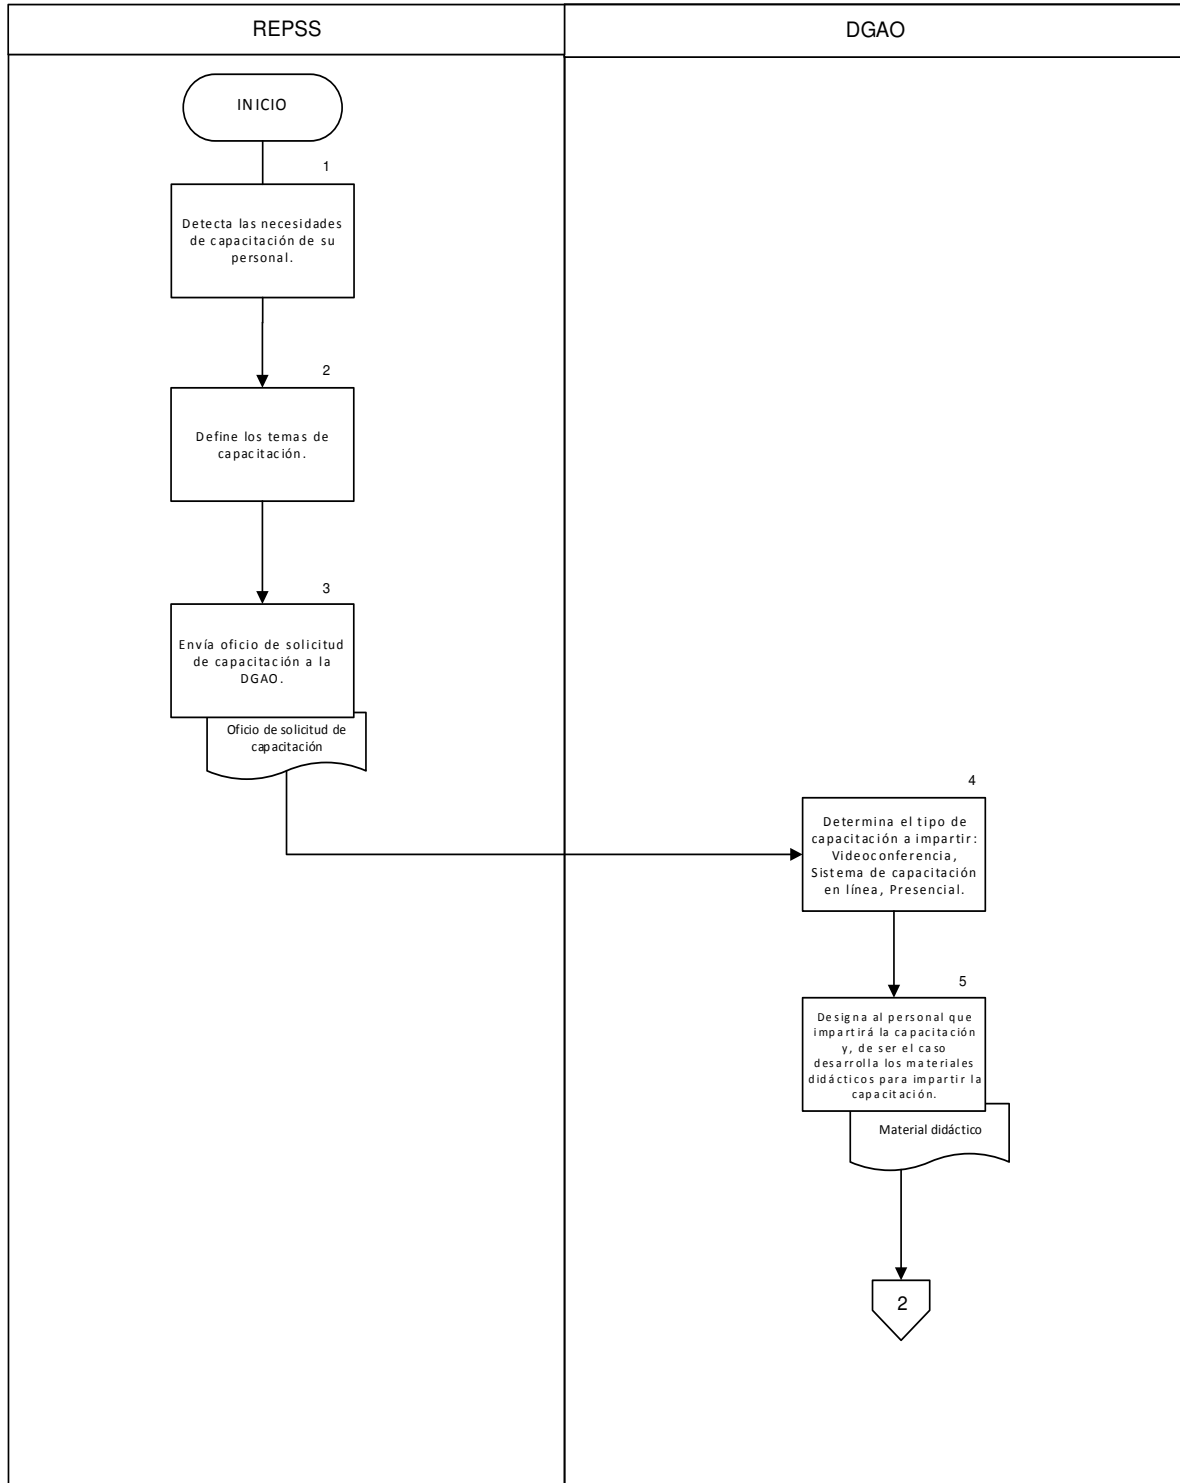 REPSS
DGAO
INICIO
1
Detecta las necesidades
de capacitación de su
personal.
2
Define los temas de
capacitación.
3
Envía oficio de solicitud
de capacitación a la
DGAO.
Oficio de solicitud de
capacitación
4
Determina el tipo de
capacitación a impartir:
Videoconferencia,
Sistema de capacitación
en línea, Presencial.
5
Designa al personal que
impartirá la capacitación
y, de ser el caso
desarrolla los materiales
didácticos para impartir la
capacitación.
Material didáctico
2